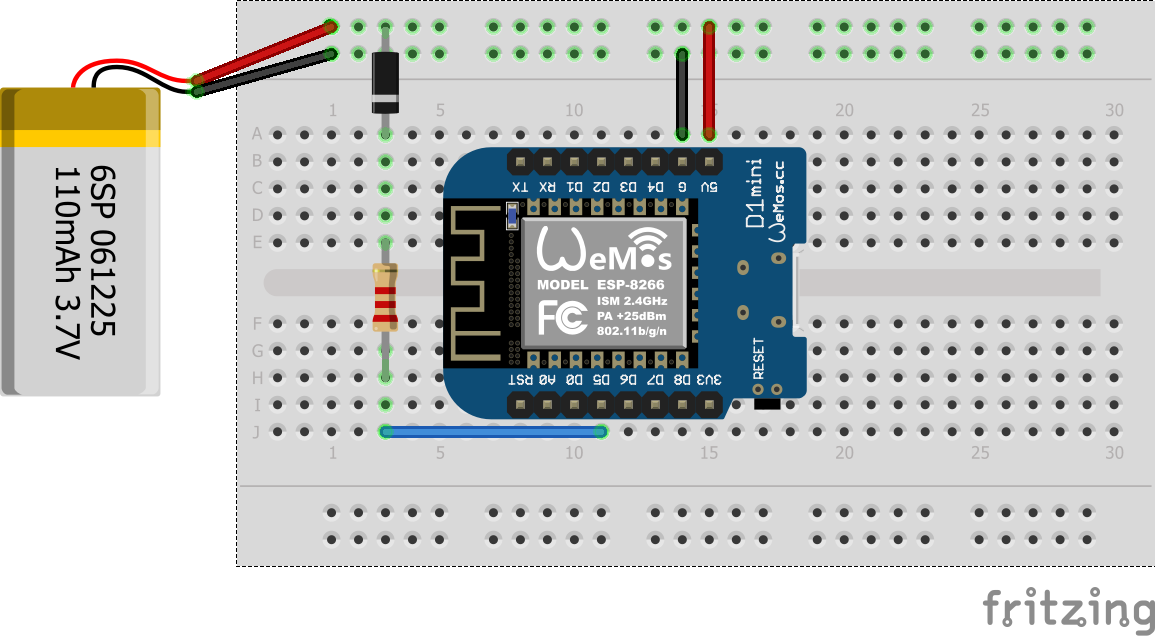 1 5 10 15 20 25 30
A
B
C
D
E
F
G
H
I
J
1 5 10 15 20 25 30
6SP 061225
110mAh 3.7V
TX RX D1 D2 D3 D4 G 5V
D1mini
WeMos.cc
WeMos
MODEL ESP-8266
ISM 2.4GHz
PA +25dBm
802.11b/g/n
FC
RST A0 D0 D5 D6 D7 D8 3V3
RESET
fritzing